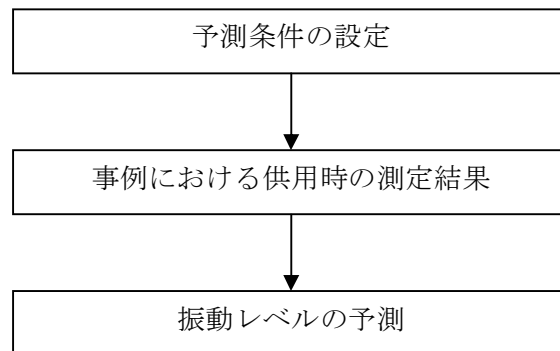 予測条件の設定
事例における供用時の測定結果
振動レベルの予測